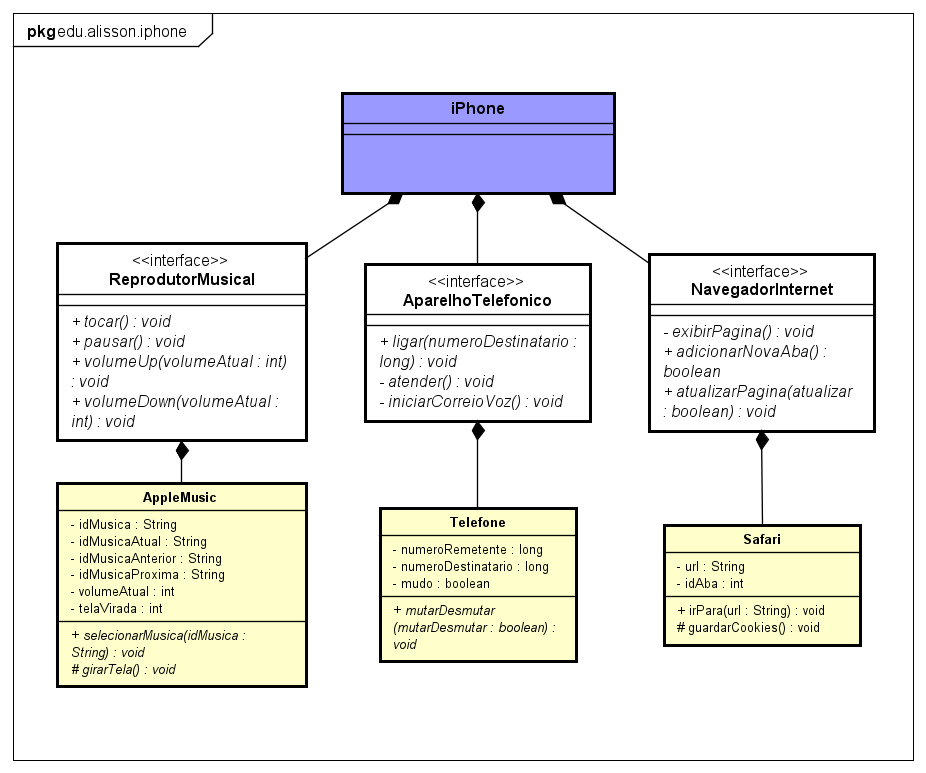 pkg edu.alisson.iphone
iPhone
<<interface>>
ReprodutorMusical
+ tocar() : void
+ pausar() : void
+ volumeUp(volumeAtual : int)
: void
+ volumeDown(volumeAtual :
int) : void
<<interface>>
AparelhoTelefonico
+ ligar(numeroDestinatario :
long) : void
- atender() : void
- iniciarCorreioVoz() : void
<<interface>>
NavegadorInternet
- exibirPagina() : void
+ adicionarNovaAba() :
boolean
+ atualizarPagina(atualizar
: boolean) : void
AppleMusic
- idMusica : String
- idMusicaAtual : String
- idMusicaAnterior : String
- idMusicaProxima : String
- volumeAtual : int
- telaVirada : int
+ selecionarMusica(idMusica :
String) : void
# girarTela() : void
Telefone
- numeroRemetente : long
- numeroDestinatario : long
- mudo : boolean
+ mutarDesmutar
(mutarDesmutar : boolean) :
void
Safari
- url : String
- idAba : int
+ irPara(url : String) : void
# guardarCookies() : void